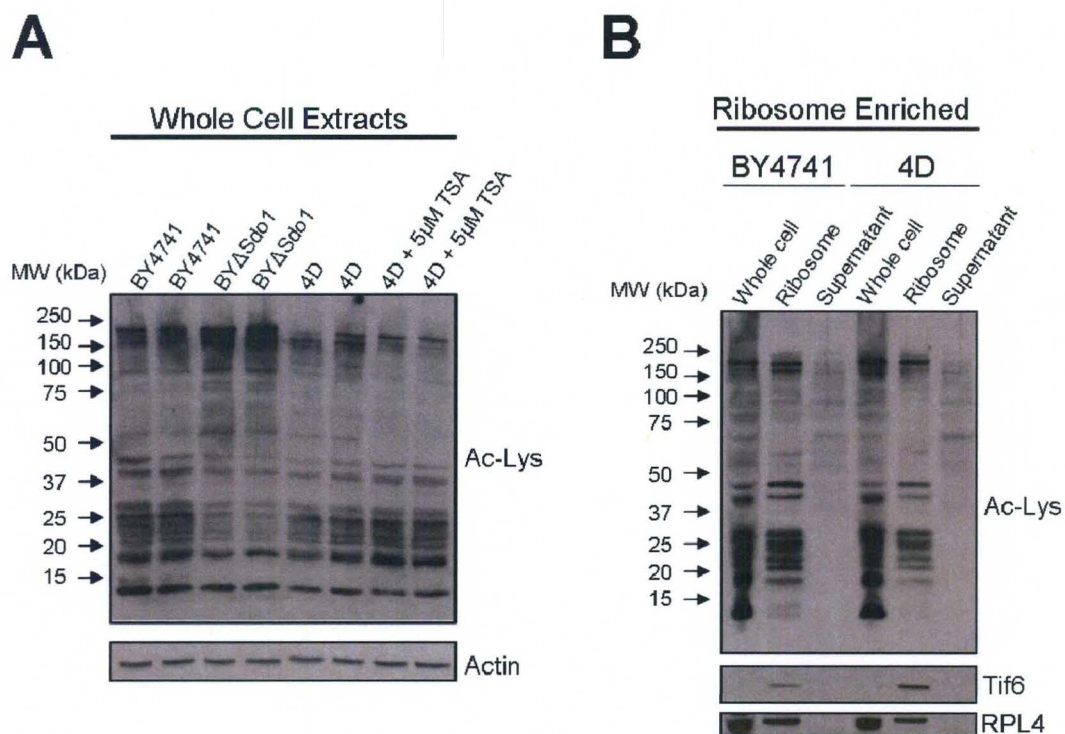 A
Whole Cell Extracts
BY4741
BY4741
BYΔSdo1
BYΔSdo1
4D
4D
4D + 5µM TSA
4D + 5µM TSA
MW (kDa)
250
150
100
75
50
37
25
20
15
Ac-Lys
Actin
B
Ribosome Enriched
BY4741 4D
Whole cell
Ribosome
Supernatant
Whole cell
Ribosome
Supernatant
MW (kDa)
250
150
100
75
50
37
25
20
15
Ac-Lys
Tif6
RPL4